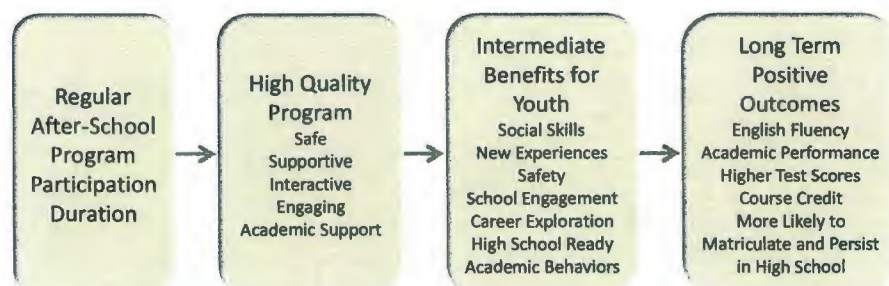 Regular
After-School
Program
Participation
Duration
High Quality
Program
Safe
Supportive
Interactive
Engaging
Academic Support
Intermediate
Benefits for
Youth
Social Skills
New Experiences
Safety
School Engagement
Career Exploration
High School Ready
Academic Behaviors
Long Term
Positive
Outcomes
English Fluency
Academic Performance
Higher Test Scores
Course Credit
More Likely to
Matriculate and Persist
in High School